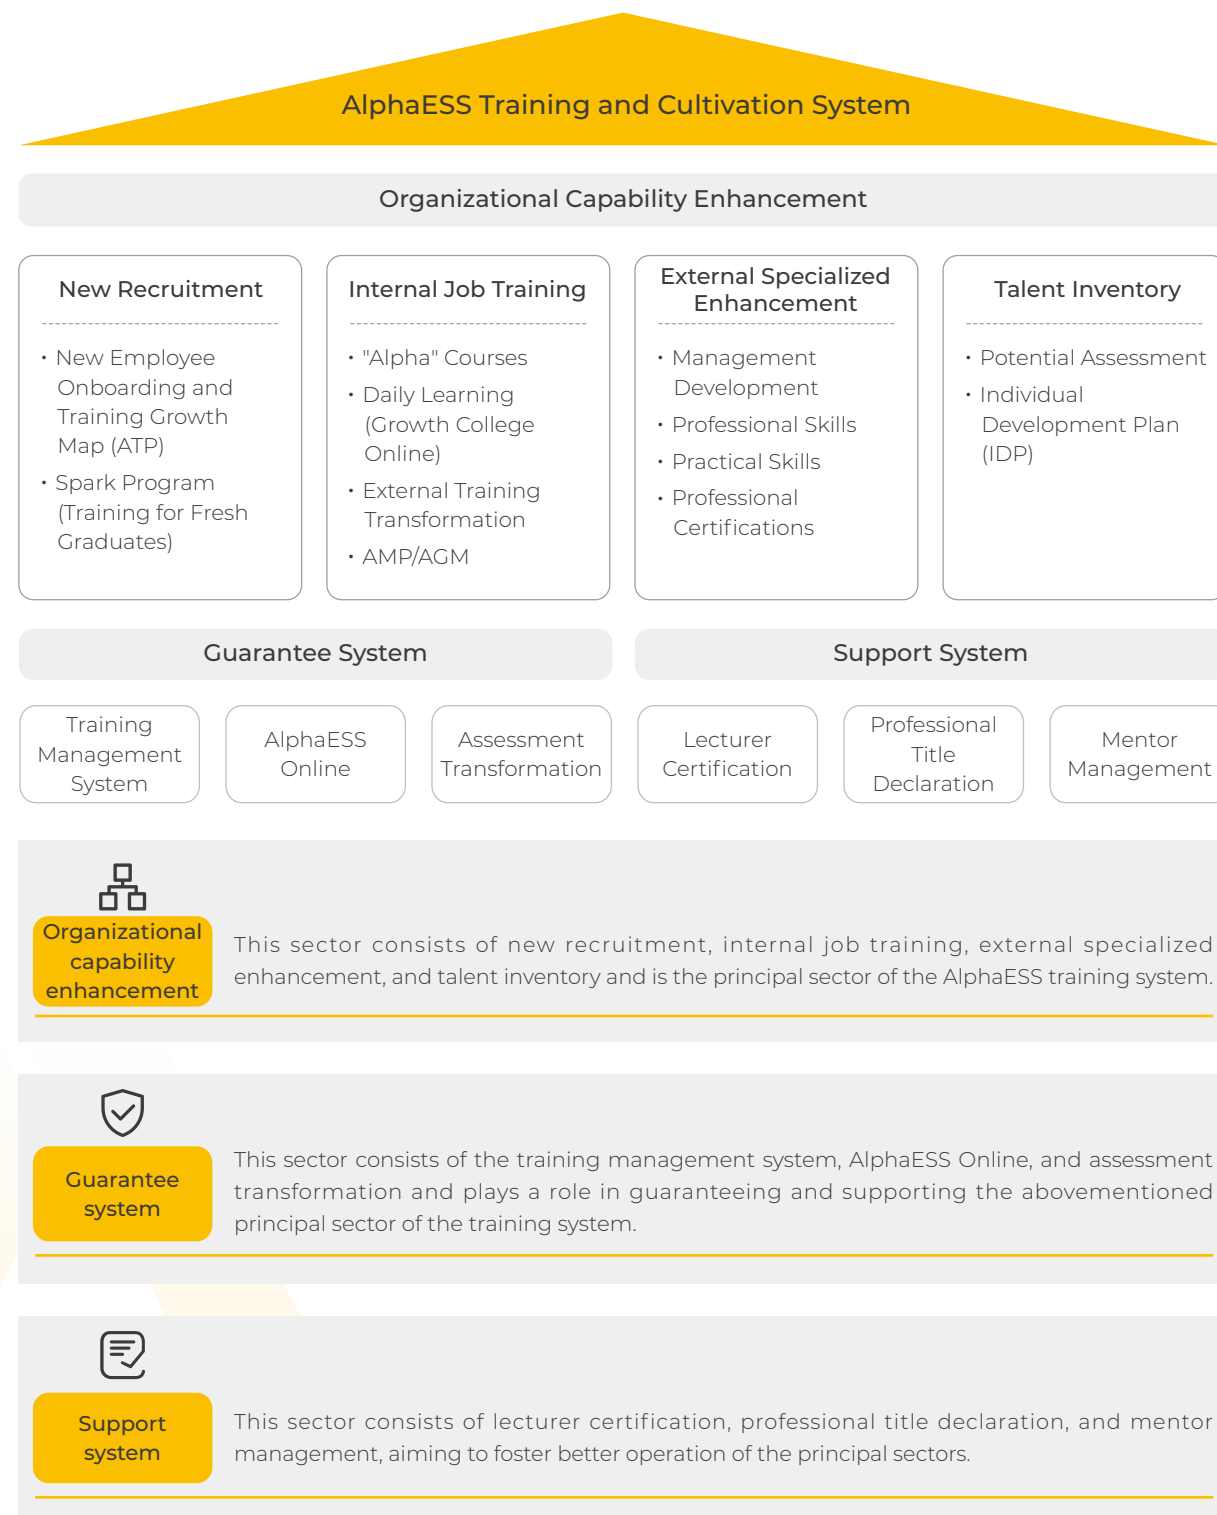 AlphaESS Training and Cultivation System
Organizational Capability Enhancement
New Recruitment
• New Employee
Onboarding and
Training Growth
Map (ATP)
• Spark Program
(Training for Fresh
Graduates)
Internal Job Training
• "Alpha" Courses
• Daily Learning
(Growth College
Online)
• External Training
Transformation
• AMP/AGM
External Specialized
Enhancement
• Management
Development
• Professional Skills
• Practical Skills
• Professional
Certifications
Talent Inventory
• Potential Assessment
• Individual
Development Plan
(IDP)
Guarantee System
Support System
Training
Management
System
AlphaESS
Online
Assessment
Transformation
Lecturer
Certification
Professional
Title
Declaration
Mentor
Management
Organizational
capability
enhancement
This sector consists of new recruitment, internal job training, external specialized
enhancement, and talent inventory and is the principal sector of the AlphaESS training system.
Guarantee
system
This sector consists of the training management system, AlphaESS Online, and assessment
transformation and plays a role in guaranteeing and supporting the abovementioned
principal sector of the training system.
Support
system
This sector consists of lecturer certification, professional title declaration, and mentor
management, aiming to foster better operation of the principal sectors.